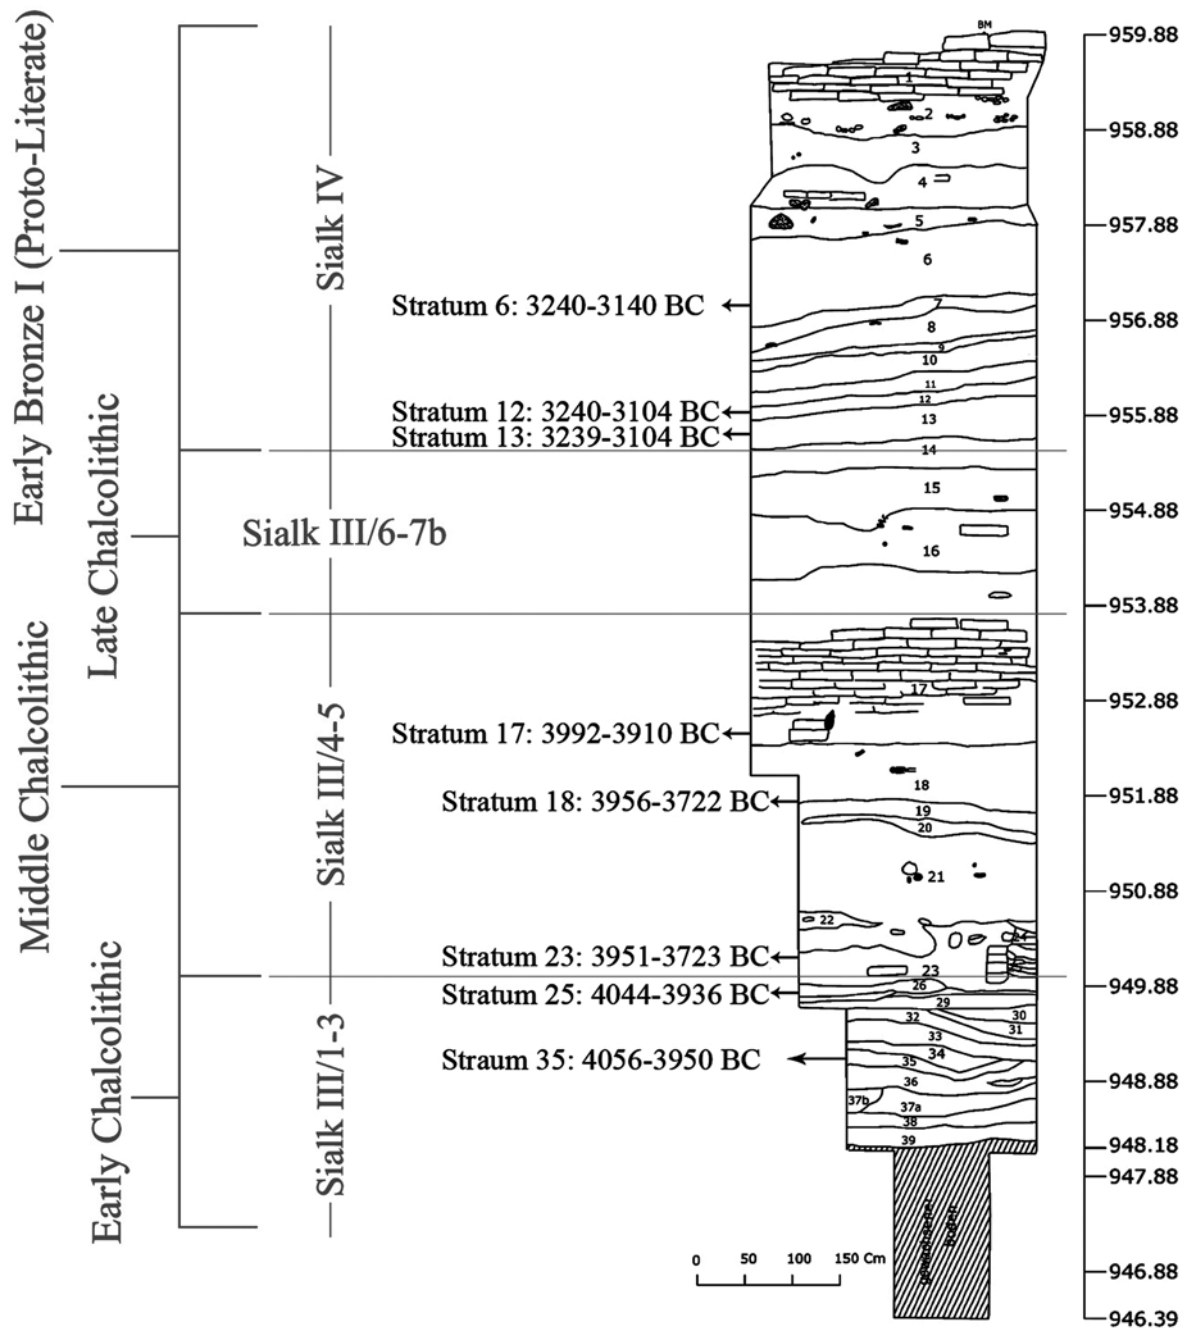 Early Bronze I (Proto-Literate)
Late Chalcolithic
Middle Chalcolithic
Early Chalcolithic
Sialk IV
Sialk III/6-7b
Sialk III/4-5
Sialk III/1-3
Stratum 6: 3240-3140 BC
Stratum 12: 3240-3104 BC
Stratum 13: 3239-3104 BC
Stratum 17: 3992-3910 BC
Stratum 18: 3956-3722 BC
Stratum 23: 3951-3723 BC
Stratum 25: 4044-3936 BC
Straum 35: 4056-3950 BC
BM
1
2
3
4
5
6
7
8
9
10
11
12
13
14
15
16
17
18
19
20
21
22
24
23
26
29
30
32
31
33
34
35
36
37b
37a
38
39
gewachsener
Boden
0 50 100 150 Cm
959.88
958.88
957.88
956.88
955.88
954.88
953.88
952.88
951.88
950.88
949.88
948.88
948.18
947.88
946.88
946.39